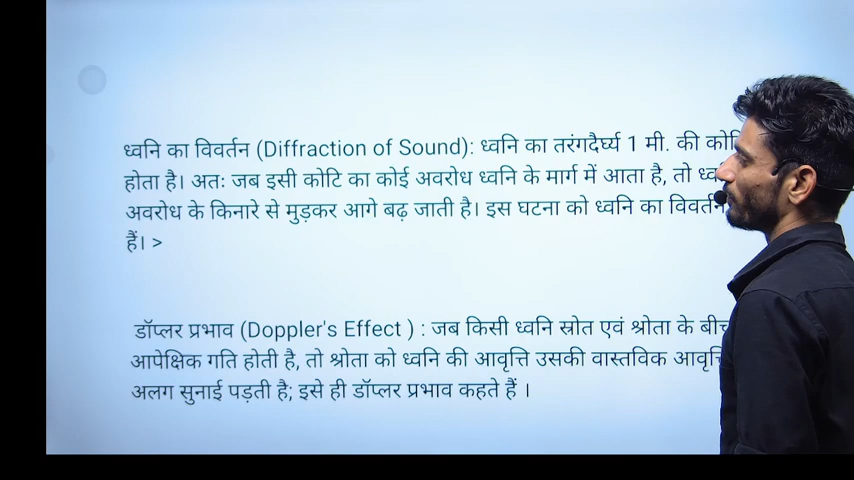 ध्वनि का विवर्तन (Diffraction of Sound): ध्वनि का तरंगदैर्घ्य 1 मी. की
होता है। अतः जब इसी कोटि का कोई अवरोध ध्वनि के मार्ग में आता है, तो
अवरोध के किनारे से मुड़कर आगे बढ़ जाती है। इस घटना को ध्वनि का विवर्तन
हैं। >
डॉप्लर प्रभाव (Doppler's Effect ) : जब किसी ध्वनि स्रोत एवं श्रोता के
आपेक्षिक गति होती है, तो श्रोता को ध्वनि की आवृत्ति उसकी वास्तविक
अलग सुनाई पड़ती है; इसे ही डॉप्लर प्रभाव कहते हैं ।